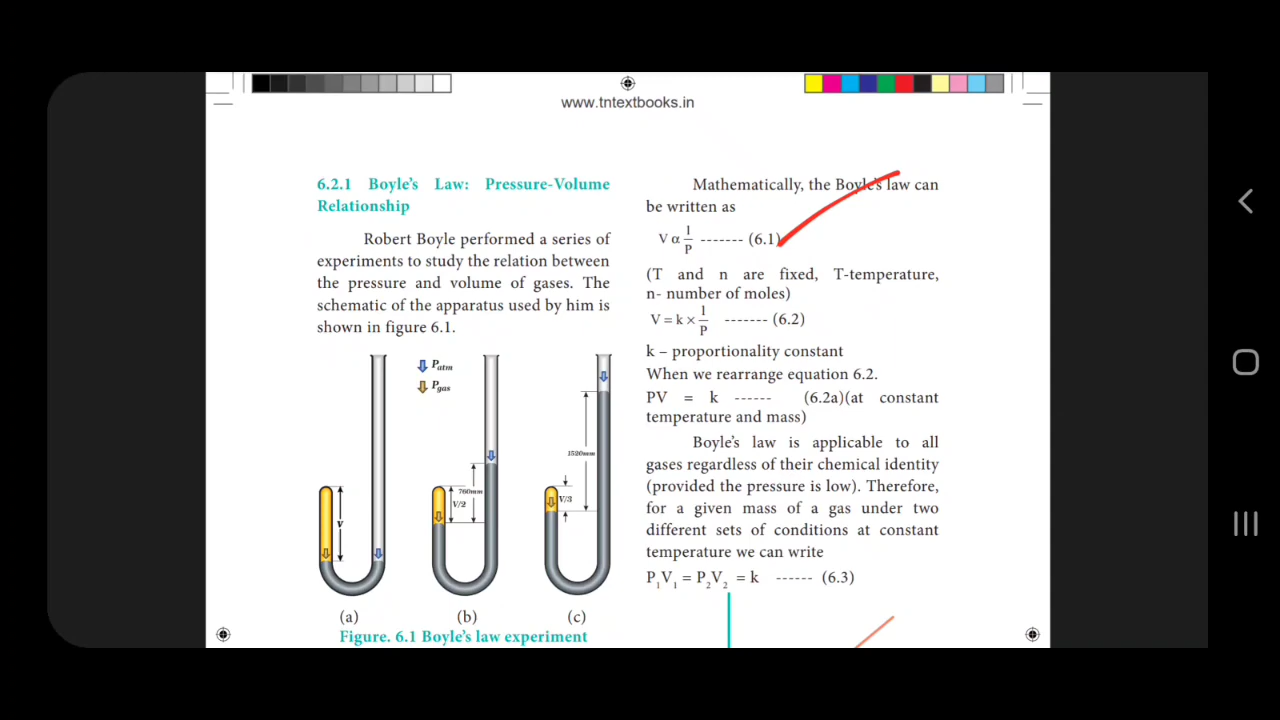 www.tntextbooks.in
6.2.1 Boyle's Law: Pressure-Volume
Relationship
Robert Boyle performed a series of
experiments to study the relation between
the pressure and volume of gases. The
schematic of the apparatus used by him is
shown in figure 6.1.
Patm
Pgas
V
760mm
V/2
1520mm
V/3
(a) (b) (c)
Figure. 6.1 Boyle's law experiment
Mathematically, the Boyle's law can
be written as
V α 1/P ------- (6.1)
(T and n are fixed, T-temperature,
n- number of moles)
V = k × 1/P ------- (6.2)
k – proportionality constant
When we rearrange equation 6.2.
PV = k ------ (6.2a)(at constant
temperature and mass)
Boyle's law is applicable to all
gases regardless of their chemical identity
(provided the pressure is low). Therefore,
for a given mass of a gas under two
different sets of conditions at constant
temperature we can write
P₁V₁ = P₂V₂ = k ------ (6.3)